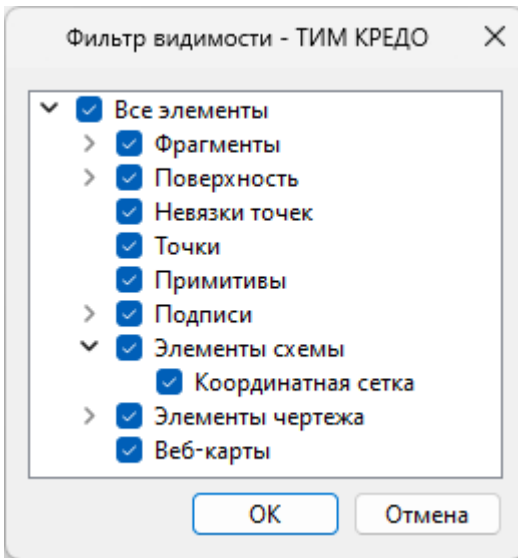 Фильтр видимости - ТИМ КРЕДО
Все элементы
Фрагменты
Поверхность
Невязки точек
Точки
Примитивы
Подписи
Элементы схемы
Координатная сетка
Элементы чертежа
Веб-карты
ОК Отмена